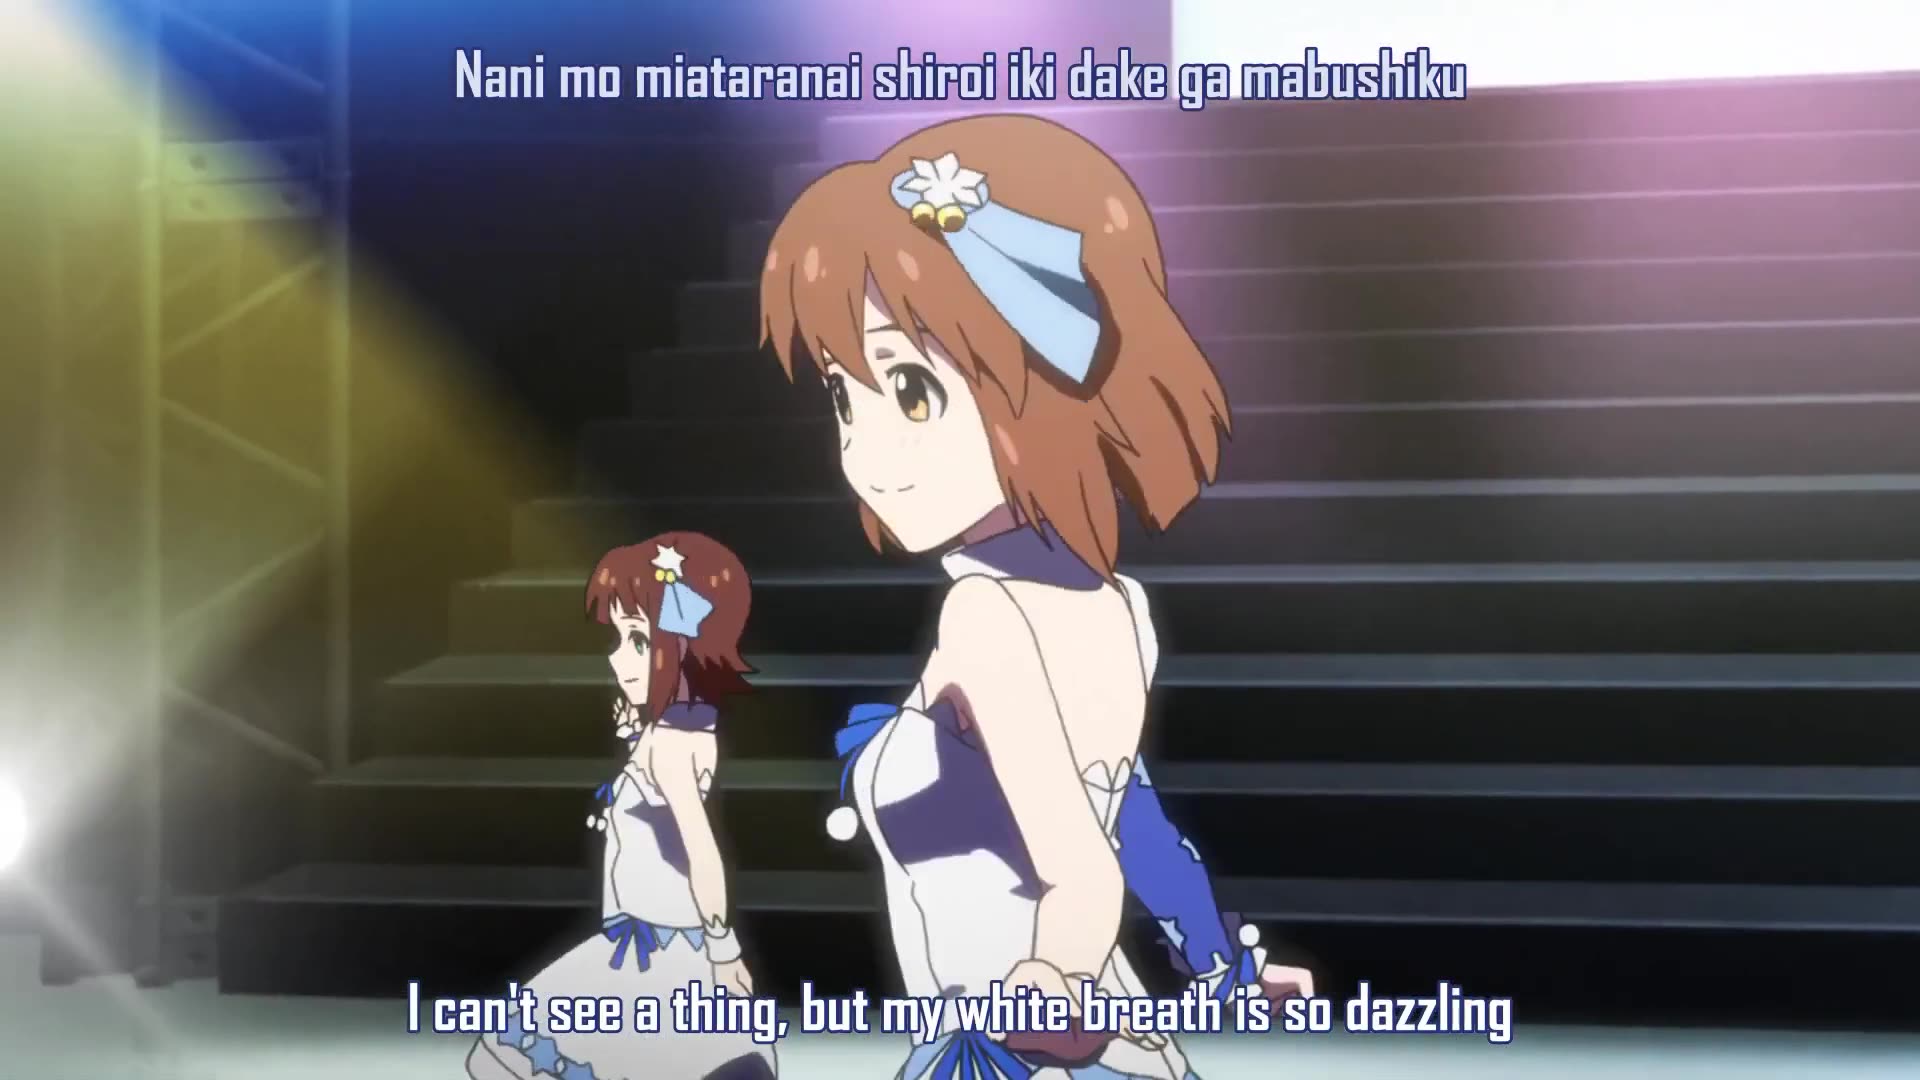 Nani mo miataranai shiroi iki dake ga mabushiku
I can't see a thing, but my white breath is so dazzling